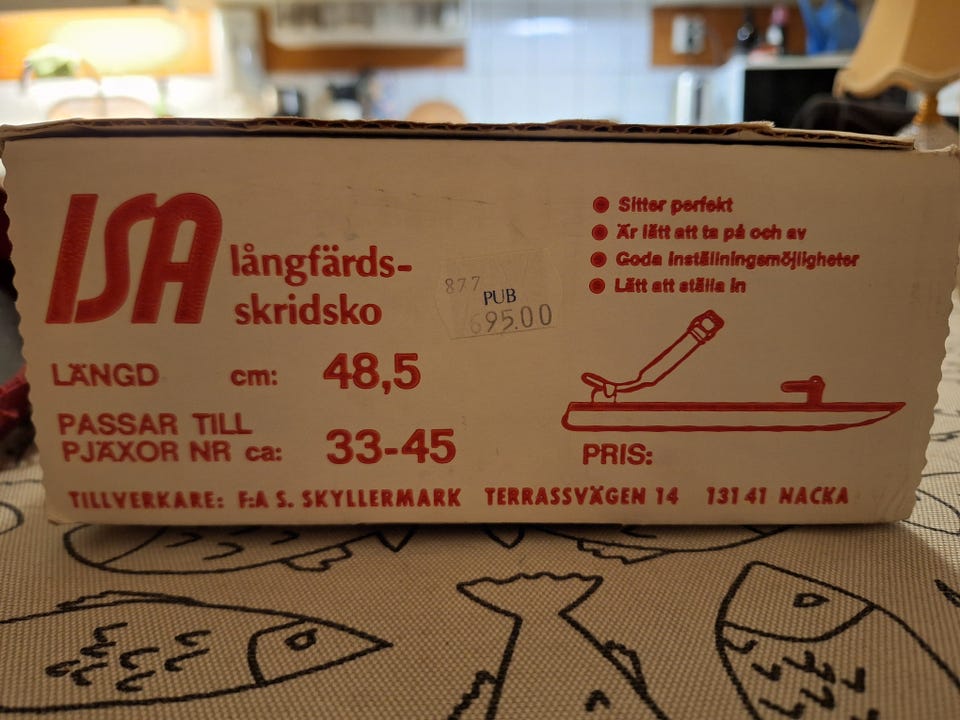 ISA
långfärds-
skridsko
LÄNGD cm: 48,5
PASSAR TILL
PJÄXOR NR ca: 33-45
877
PUB
695.00
Sitter perfekt
Är lätt att ta på och av
Goda inställningsmöjligheter
Lätt att ställa in
PRIS:
TILLVERKARE: F:A S. SKYLLERMARK TERRASSVÄGEN 14 131 41 NACKA